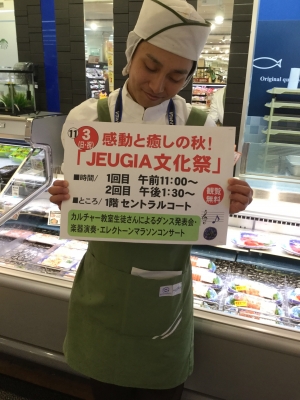 11
3
(日・祝)
感動と癒しの秋!
「JEUGIA文化祭」
■時間/ 1回目 午前11:00〜
2回目 午後1:30〜
■ところ/1階 セントラルコート
観覧無料
カルチャー教室生徒さんによるダンス発表会・
楽器演奏・エレクトーンマラソンコンサート
Original qu